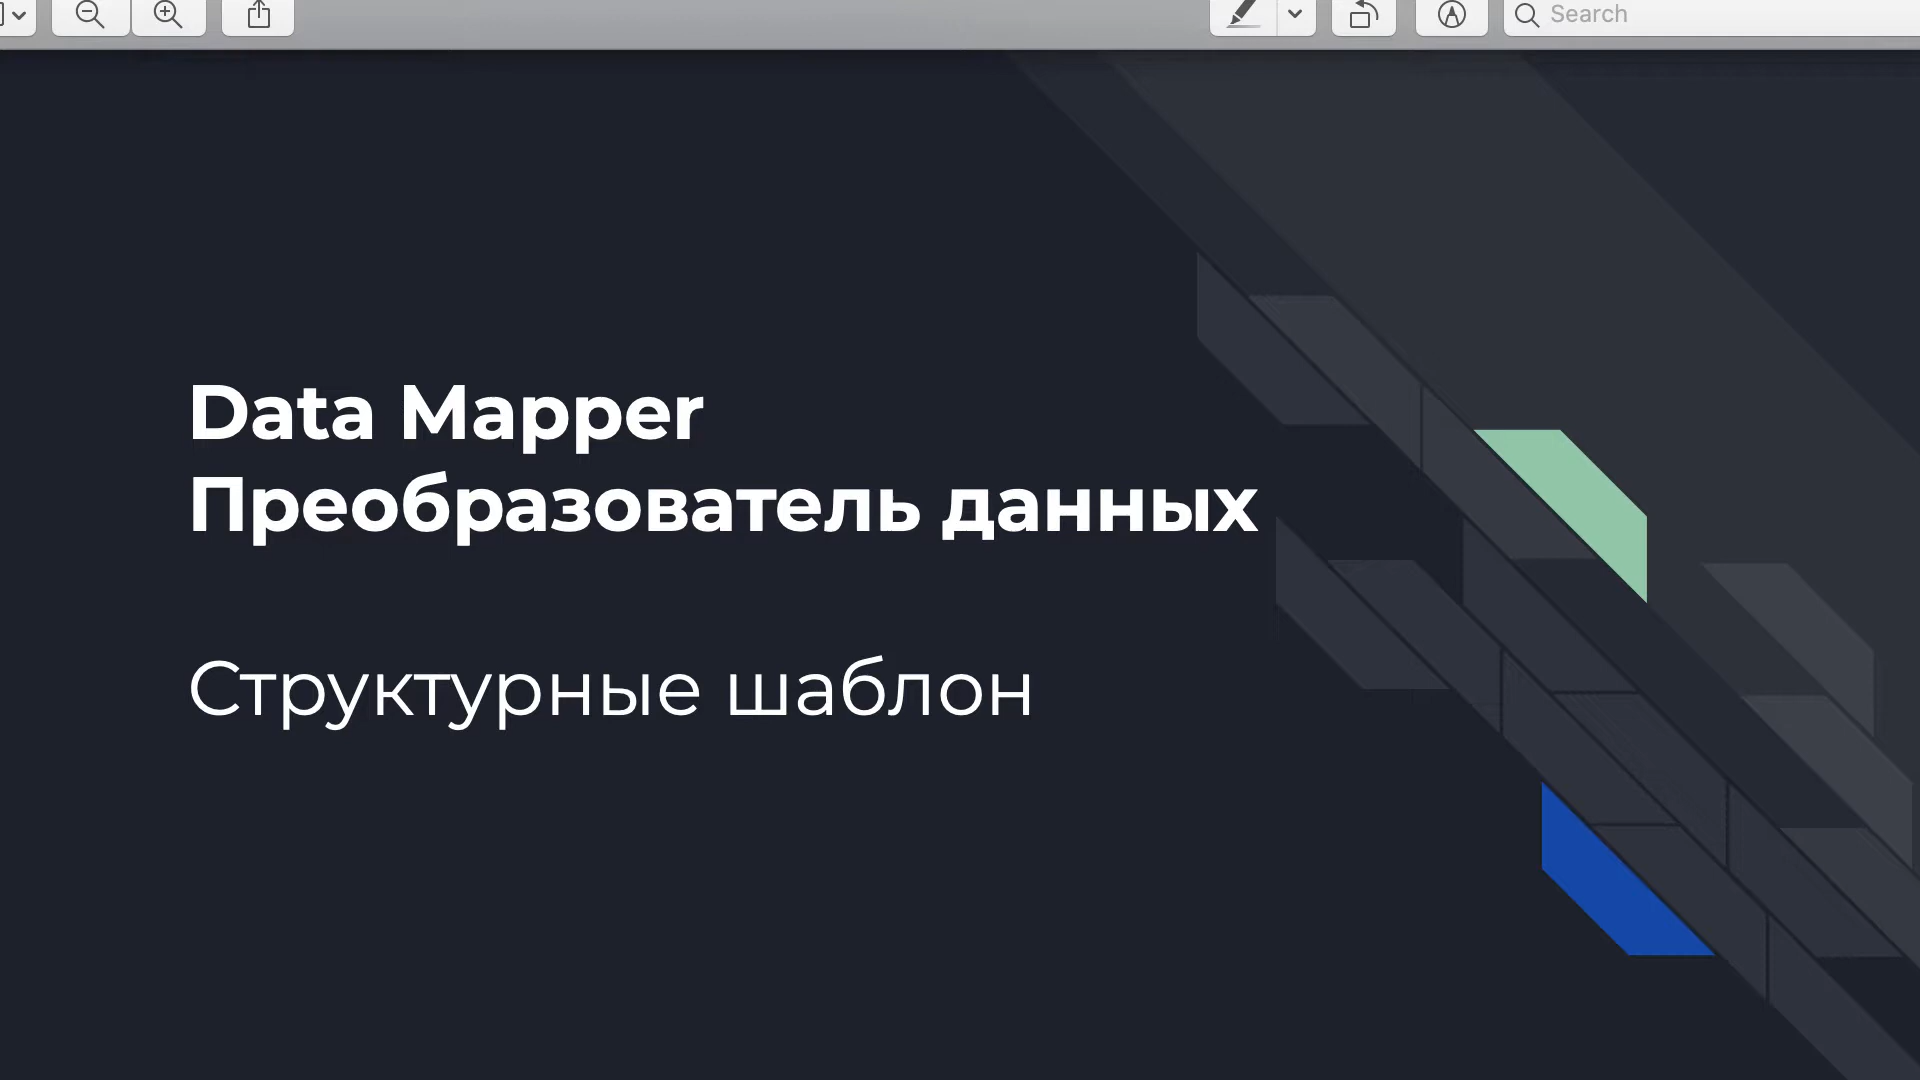 Search
Data Mapper
Преобразователь данных
Структурные шаблон